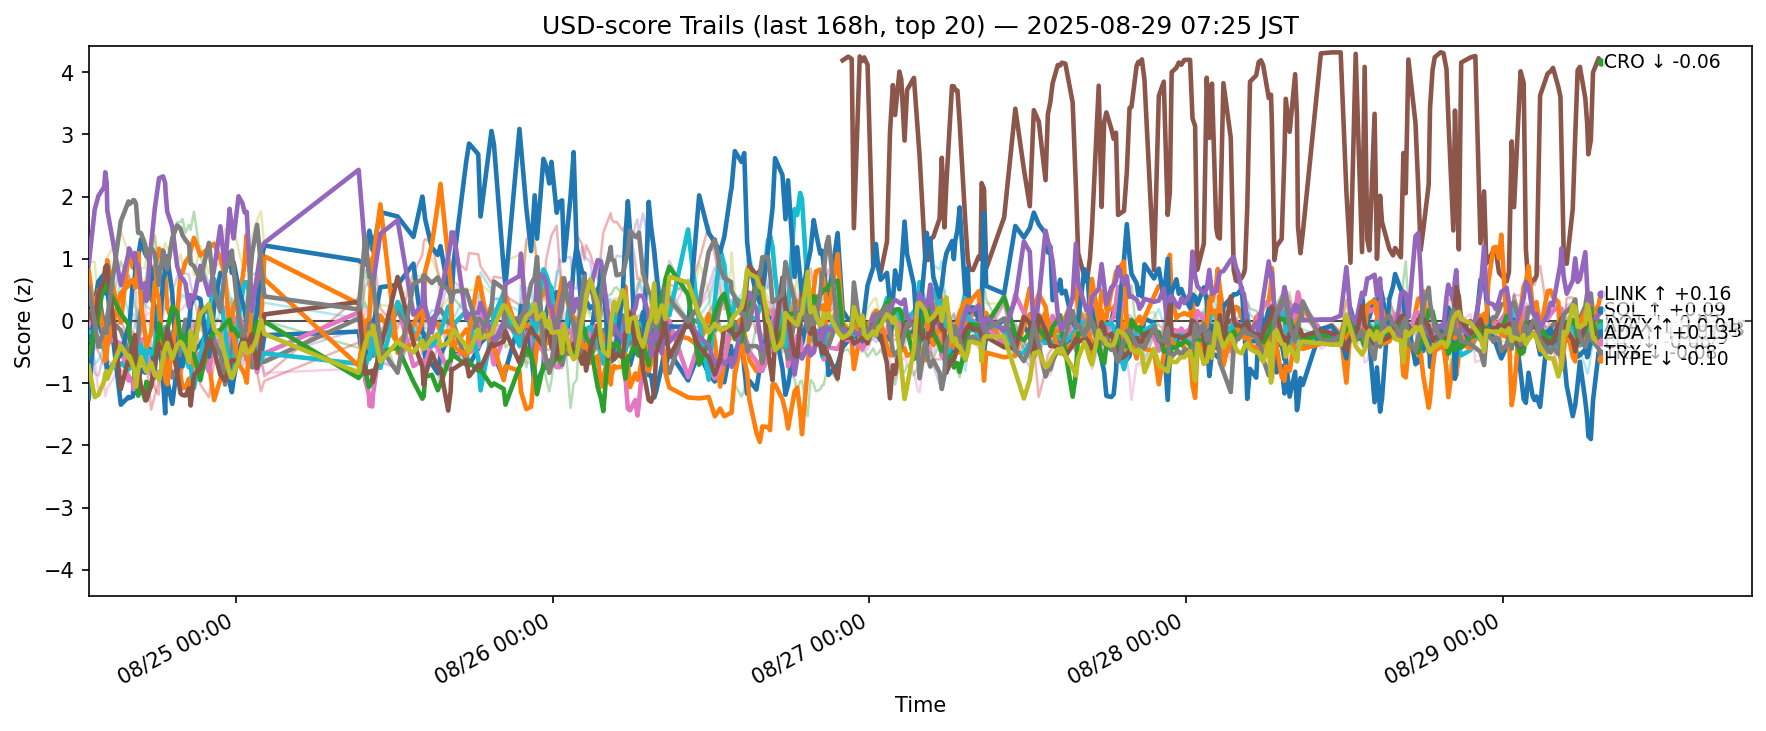 USD-score Trails (last 168h, top 20) — 2025-08-29 07:25 JST
Score (z)
4
3
2
1
0
−1
−2
−3
−4
CRO ↓ -0.06
LINK ↑ +0.16
SOL ↑ +0.09
ADA ↑ +0.13
HYPE ↓ -0.10
08/25 00:00
08/26 00:00
08/27 00:00
08/28 00:00
08/29 00:00
Time